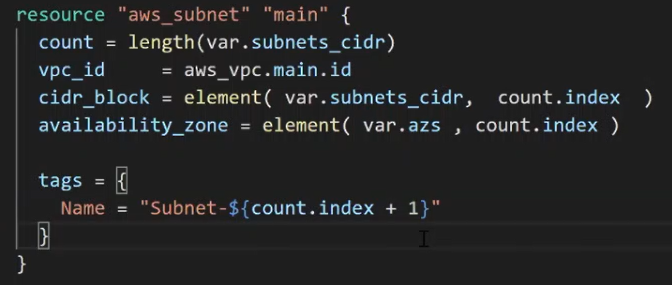 resource "aws_subnet" "main" {
  count = length(var.subnets_cidr)
  vpc_id     = aws_vpc.main.id
  cidr_block = element( var.subnets_cidr,  count.index  )
  availability_zone = element( var.azs , count.index )

  tags = {
    Name = "Subnet-${count.index + 1}"
  }
}